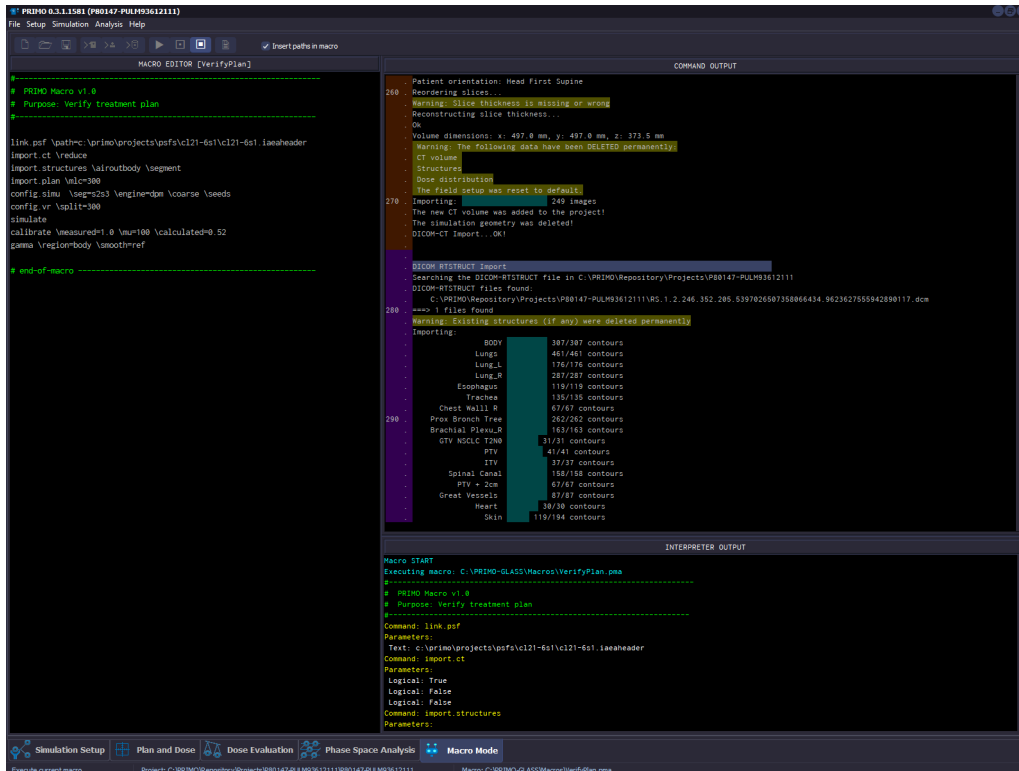 PRIMO 0.3.1.1581 (P80147-PULM93612111)
File Setup Simulation Analysis Help
Insert paths in macro
MACRO EDITOR [VerifyPlan]
#---------------------------------------------------------------------
# PRIMO Macro v1.0
# Purpose: Verify treatment plan
#---------------------------------------------------------------------
link.psf \path=c:\primo\projects\psfs\cl21-6s1\cl21-6s1.iaeaheader
import.ct \reduce
import.structures \airoutbody \segment
import.plan \mlc=300
config.simu \seg=s2s3 \engine=dpm \coarse \seeds
config.vr \split=300
simulate
calibrate \measured=1.0 \mu=100 \calculated=0.52
gamma \region=body \smooth=ref
# end-of-macro -----------------------------------------------------
COMMAND OUTPUT
. Patient orientation: Head First Supine
260 . Reordering slices...
. Warning: Slice thickness is missing or wrong
. Reconstructing slice thickness...
. Ok
. Volume dimensions: x: 497.0 mm, y: 497.0 mm, z: 373.5 mm
. Warning: The following data have been DELETED permanently:
. CT volume
. Structures
. Dose distribution
. The field setup was reset to default.
270 . Importing: 249 images
. The new CT volume was added to the project!
. The simulation geometry was deleted!
. DICOM-CT Import...OK!
.
.
. DICOM RTSTRUCT Import
. Searching the DICOM-RTSTRUCT file in C:\PRIMO\Repository\Projects\P80147-PULM93612111
. DICOM-RTSTRUCT files found:
. C:\PRIMO\Repository\Projects\P80147-PULM93612111\RS.1.2.246.352.205.5397026507358066434.9623627555942890117.dcm
280 . ===> 1 files found
. Warning: Existing structures (if any) were deleted permanently
. Importing:
. BODY 307/307 contours
. Lungs 461/461 contours
. Lung_L 176/176 contours
. Lung_R 287/287 contours
. Esophagus 119/119 contours
. Trachea 135/135 contours
. Chest Walll R 67/67 contours
290 . Prox Bronch Tree 262/262 contours
. Brachial Plexu_R 163/163 contours
. GTV NSCLC T2N0 31/31 contours
. PTV 41/41 contours
. ITV 37/37 contours
. Spinal Canal 158/158 contours
. PTV + 2cm 67/67 contours
. Great Vessels 87/87 contours
. Heart 30/30 contours
. Skin 119/194 contours
INTERPRETER OUTPUT
Macro START
Executing macro: C:\PRIMO-GLASS\Macros\VerifyPlan.pma
#---------------------------------------------------------------------
# PRIMO Macro v1.0
# Purpose: Verify treatment plan
#---------------------------------------------------------------------
Command: link.psf
Parameters:
Text: c:\primo\projects\psfs\cl21-6s1\cl21-6s1.iaeaheader
Command: import.ct
Parameters:
Logical: True
Logical: False
Logical: False
Command: import.structures
Parameters:
Simulation Setup Plan and Dose Dose Evaluation Phase Space Analysis Macro Mode
Execute current macro Project: C:\PRIMO\Repository\Projects\P80147-PULM93612111\P80147-PULM93612111 Macro: C:\PRIMO-GLASS\Macros\VerifyPlan.pma